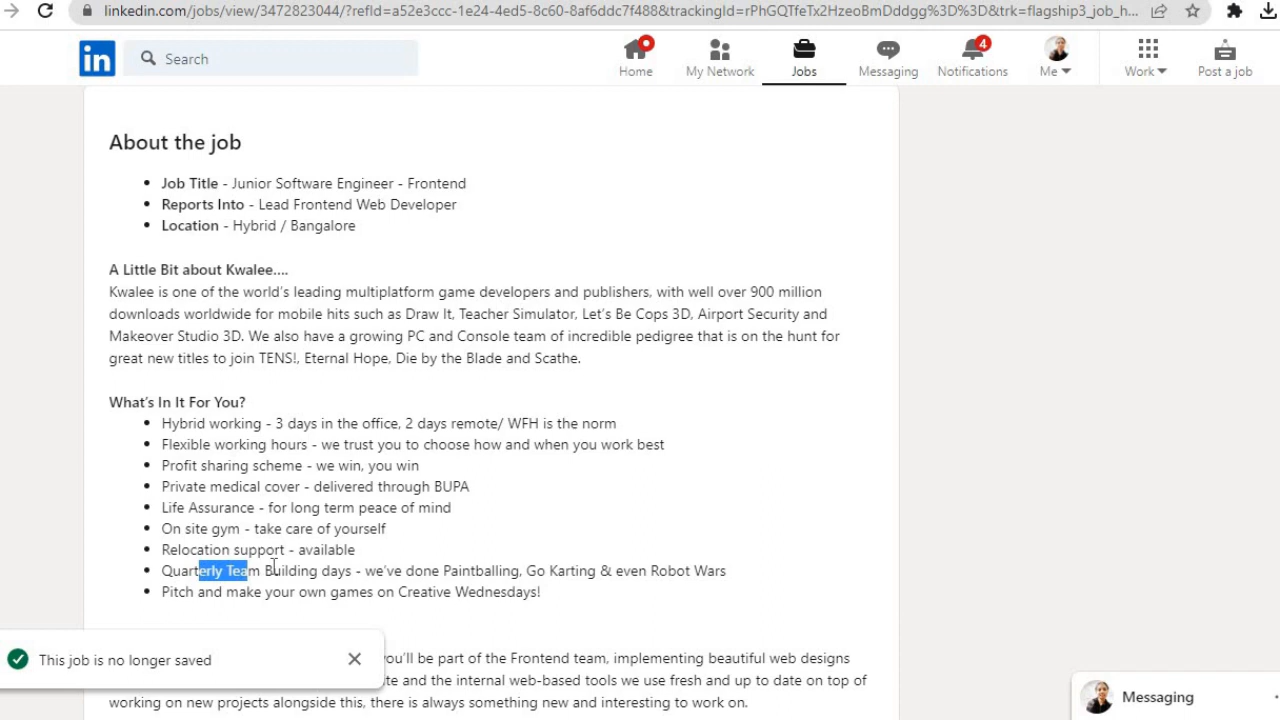 linkedin.com/jobs/view/3472823044/?refId=a52e3ccc-1e24-4ed5-8c60-8af6ddc7f488&trackingId=rPhGQTfeTx2HzeoBmDddgg%3D%3D&trk=flagship3_job_h...
in Search
4
Home My Network Jobs Messaging Notifications Me Work Post a job
About the job
• Job Title - Junior Software Engineer - Frontend
• Reports Into - Lead Frontend Web Developer
• Location - Hybrid / Bangalore
A Little Bit about Kwalee....
Kwalee is one of the world's leading multiplatform game developers and publishers, with well over 900 million
downloads worldwide for mobile hits such as Draw It, Teacher Simulator, Let's Be Cops 3D, Airport Security and
Makeover Studio 3D. We also have a growing PC and Console team of incredible pedigree that is on the hunt for
great new titles to join TENS!, Eternal Hope, Die by the Blade and Scathe.
What's In It For You?
• Hybrid working - 3 days in the office, 2 days remote/ WFH is the norm
• Flexible working hours - we trust you to choose how and when you work best
• Profit sharing scheme - we win, you win
• Private medical cover - delivered through BUPA
• Life Assurance - for long term peace of mind
• On site gym - take care of yourself
• Relocation support - available
• Quarterly Team Building days - we've done Paintballing, Go Karting & even Robot Wars
• Pitch and make your own games on Creative Wednesdays!
This job is no longer saved
you'll be part of the Frontend team, implementing beautiful web designs
and the internal web-based tools we use fresh and up to date on top of
working on new projects alongside this, there is always something new and interesting to work on.
Messaging